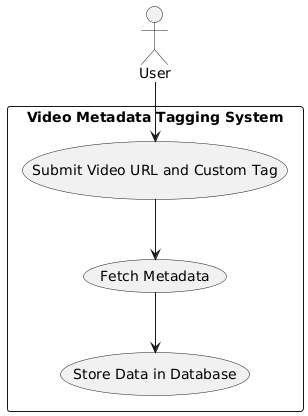 User
Video Metadata Tagging System
Submit Video URL and Custom Tag
Fetch Metadata
Store Data in Database